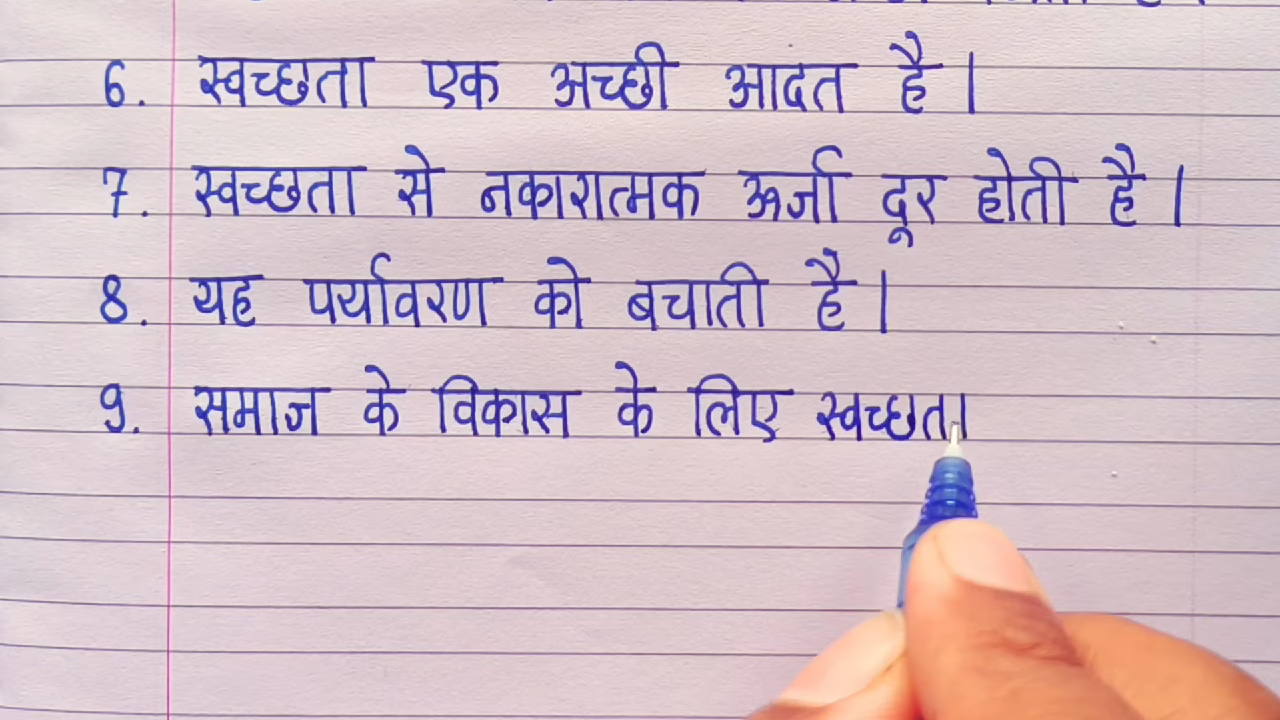 6. स्वच्छता एक अच्छी आदत है।
7. स्वच्छता से नकारात्मक ऊर्जा दूर होती है।
8. यह पर्यावरण को बचाती है।
9. समाज के विकास के लिए स्वच्छता